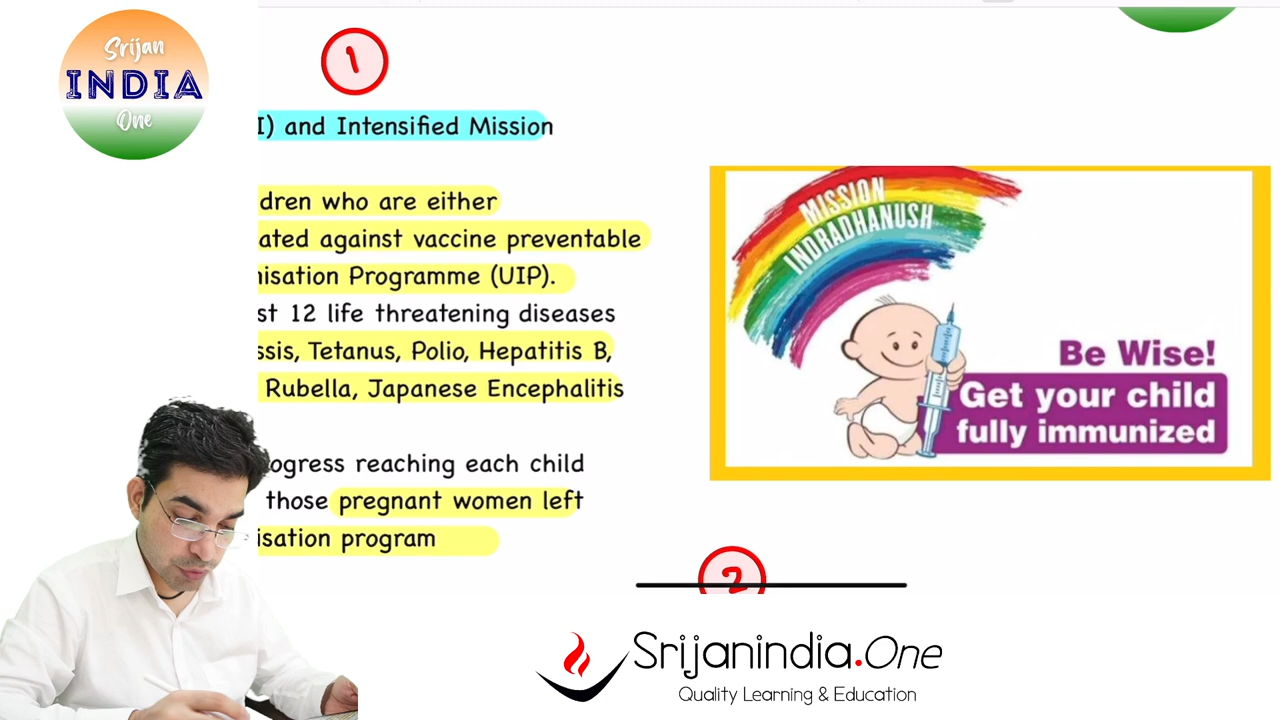 Srijan
INDIA
One
1
I) and Intensified Mission
dren who are either
ated against vaccine preventable
nisation Programme (UIP).
st 12 life threatening diseases
ssis, Tetanus, Polio, Hepatitis B,
Rubella, Japanese Encephalitis
ogress reaching each child
those pregnant women left
isation program
MISSION
INDRADHANUSH
Be Wise!
Get your child
fully immunized
2
Srijanindia.One
Quality Learning & Education